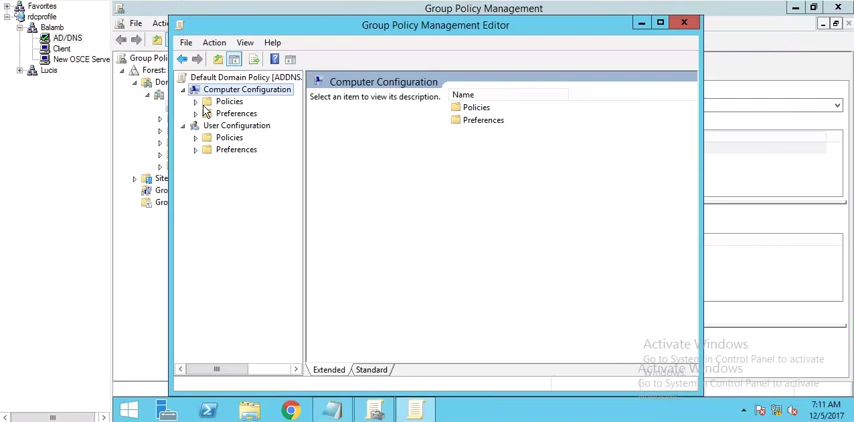 Favorites
rdcprofile
Balamb
AD/DNS
Client
New OSCE Serve
Lucis
Group Policy Management
File Acti
Group Poli
Forest:
Dor
Site
Gro
Gro
Group Policy Management Editor
File Action View Help
Default Domain Policy [ADDNS.
Computer Configuration
Policies
Preferences
User Configuration
Policies
Preferences
Computer Configuration
Select an item to view its description.
Name
Policies
Preferences
Extended Standard
Activate Windows
Go to System in Control Panel to activate
Windows.
Activate Windows
Go to System in Control Panel to activate
7:11 AM
12/5/2017